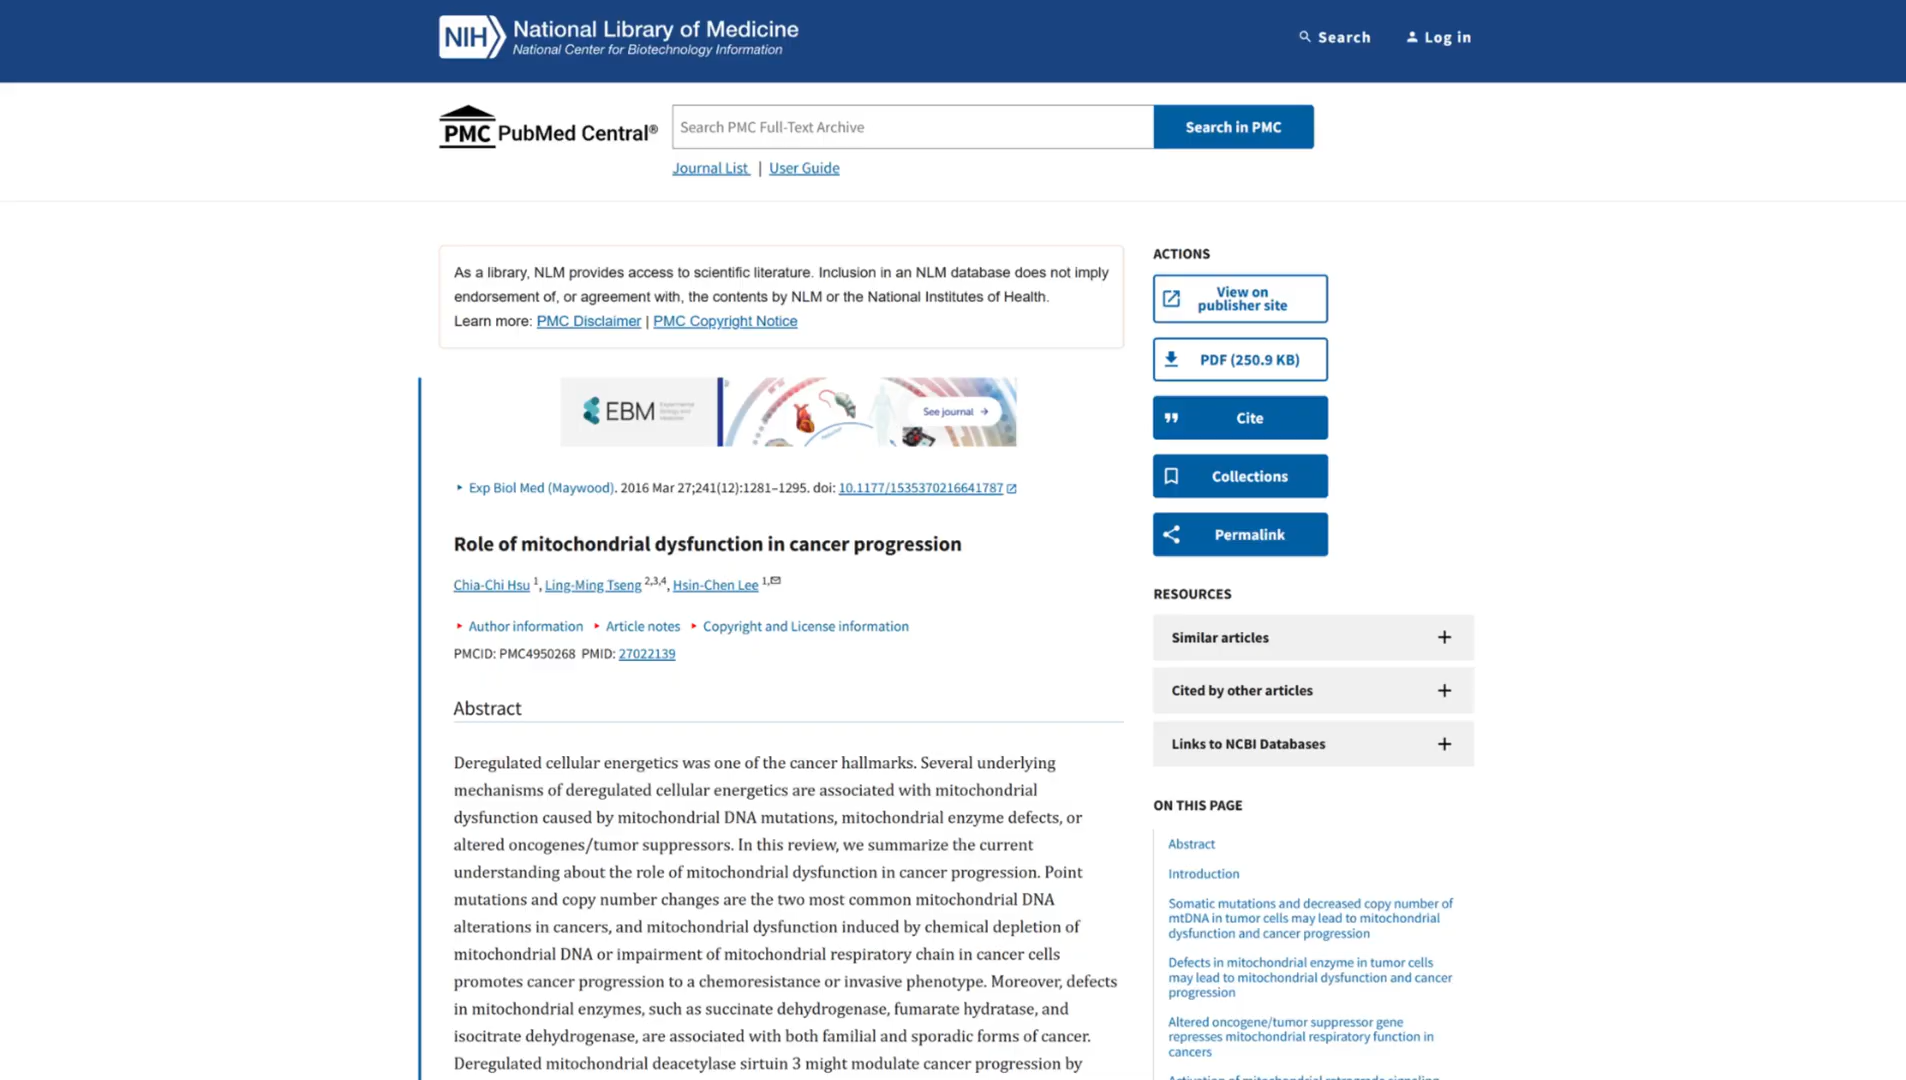 NIH National Library of Medicine
National Center for Biotechnology Information
Search
Log in
PMC PubMed Central®
Search PMC Full-Text Archive
Search in PMC
Journal List | User Guide
As a library, NLM provides access to scientific literature. Inclusion in an NLM database does not imply
endorsement of, or agreement with, the contents by NLM or the National Institutes of Health.
Learn more: PMC Disclaimer | PMC Copyright Notice
EBM Experimental Biology and Medicine
See journal →
Exp Biol Med (Maywood). 2016 Mar 27;241(12):1281–1295. doi: 10.1177/1535370216641787
Role of mitochondrial dysfunction in cancer progression
Chia-Chi Hsu 1, Ling-Ming Tseng 2,3,4, Hsin-Chen Lee 1,✉
Author information Article notes Copyright and License information
PMCID: PMC4950268 PMID: 27022139
Abstract
Deregulated cellular energetics was one of the cancer hallmarks. Several underlying
mechanisms of deregulated cellular energetics are associated with mitochondrial
dysfunction caused by mitochondrial DNA mutations, mitochondrial enzyme defects, or
altered oncogenes/tumor suppressors. In this review, we summarize the current
understanding about the role of mitochondrial dysfunction in cancer progression. Point
mutations and copy number changes are the two most common mitochondrial DNA
alterations in cancers, and mitochondrial dysfunction induced by chemical depletion of
mitochondrial DNA or impairment of mitochondrial respiratory chain in cancer cells
promotes cancer progression to a chemoresistance or invasive phenotype. Moreover, defects
in mitochondrial enzymes, such as succinate dehydrogenase, fumarate hydratase, and
isocitrate dehydrogenase, are associated with both familial and sporadic forms of cancer.
Deregulated mitochondrial deacetylase sirtuin 3 might modulate cancer progression by
ACTIONS
View on
publisher site
PDF (250.9 KB)
Cite
Collections
Permalink
RESOURCES
Similar articles
Cited by other articles
Links to NCBI Databases
ON THIS PAGE
Abstract
Introduction
Somatic mutations and decreased copy number of
mtDNA in tumor cells may lead to mitochondrial
dysfunction and cancer progression
Defects in mitochondrial enzyme in tumor cells
may lead to mitochondrial dysfunction and cancer
progression
Altered oncogene/tumor suppressor gene
represses mitochondrial respiratory function in
cancers
Activation of mitochondrial retrograde signaling